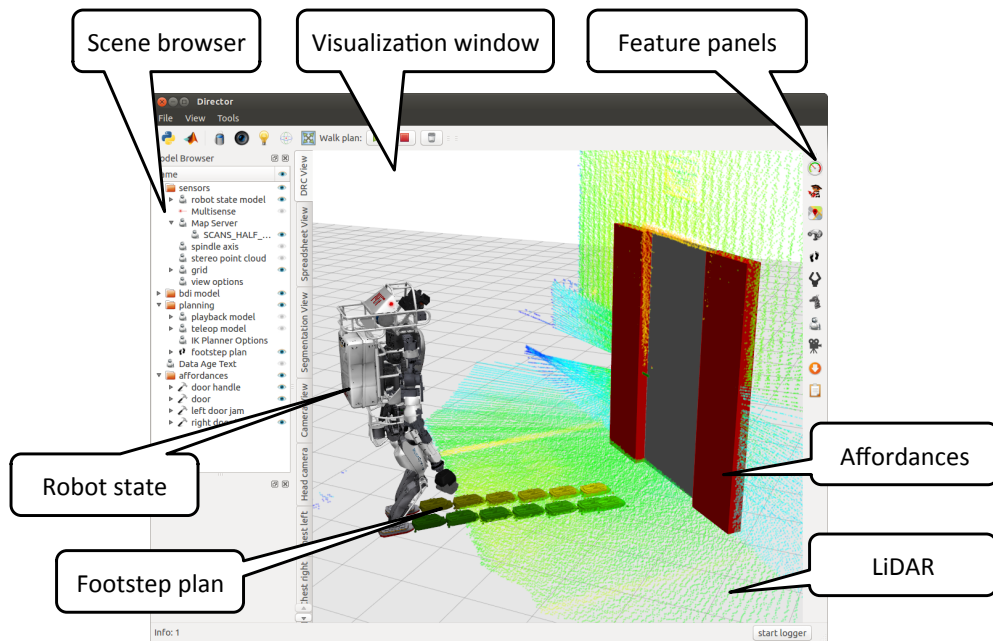 Scene browser
Visualization window
Feature panels
Director
File View Tools
Walk plan:
odel Browser
ame
sensors
robot state model
Multisense
Map Server
SCANS_HALF_...
spindle axis
stereo point cloud
grid
view options
bdi model
planning
playback model
teleop model
IK Planner Options
footstep plan
Data Age Text
affordances
door handle
door
left door jam
right do
DRC View
Spreadsheet View
Segmentation View
Camera View
Head camera
hest left
Chest right
Robot state
Footstep plan
Affordances
LiDAR
Info: 1
start logger